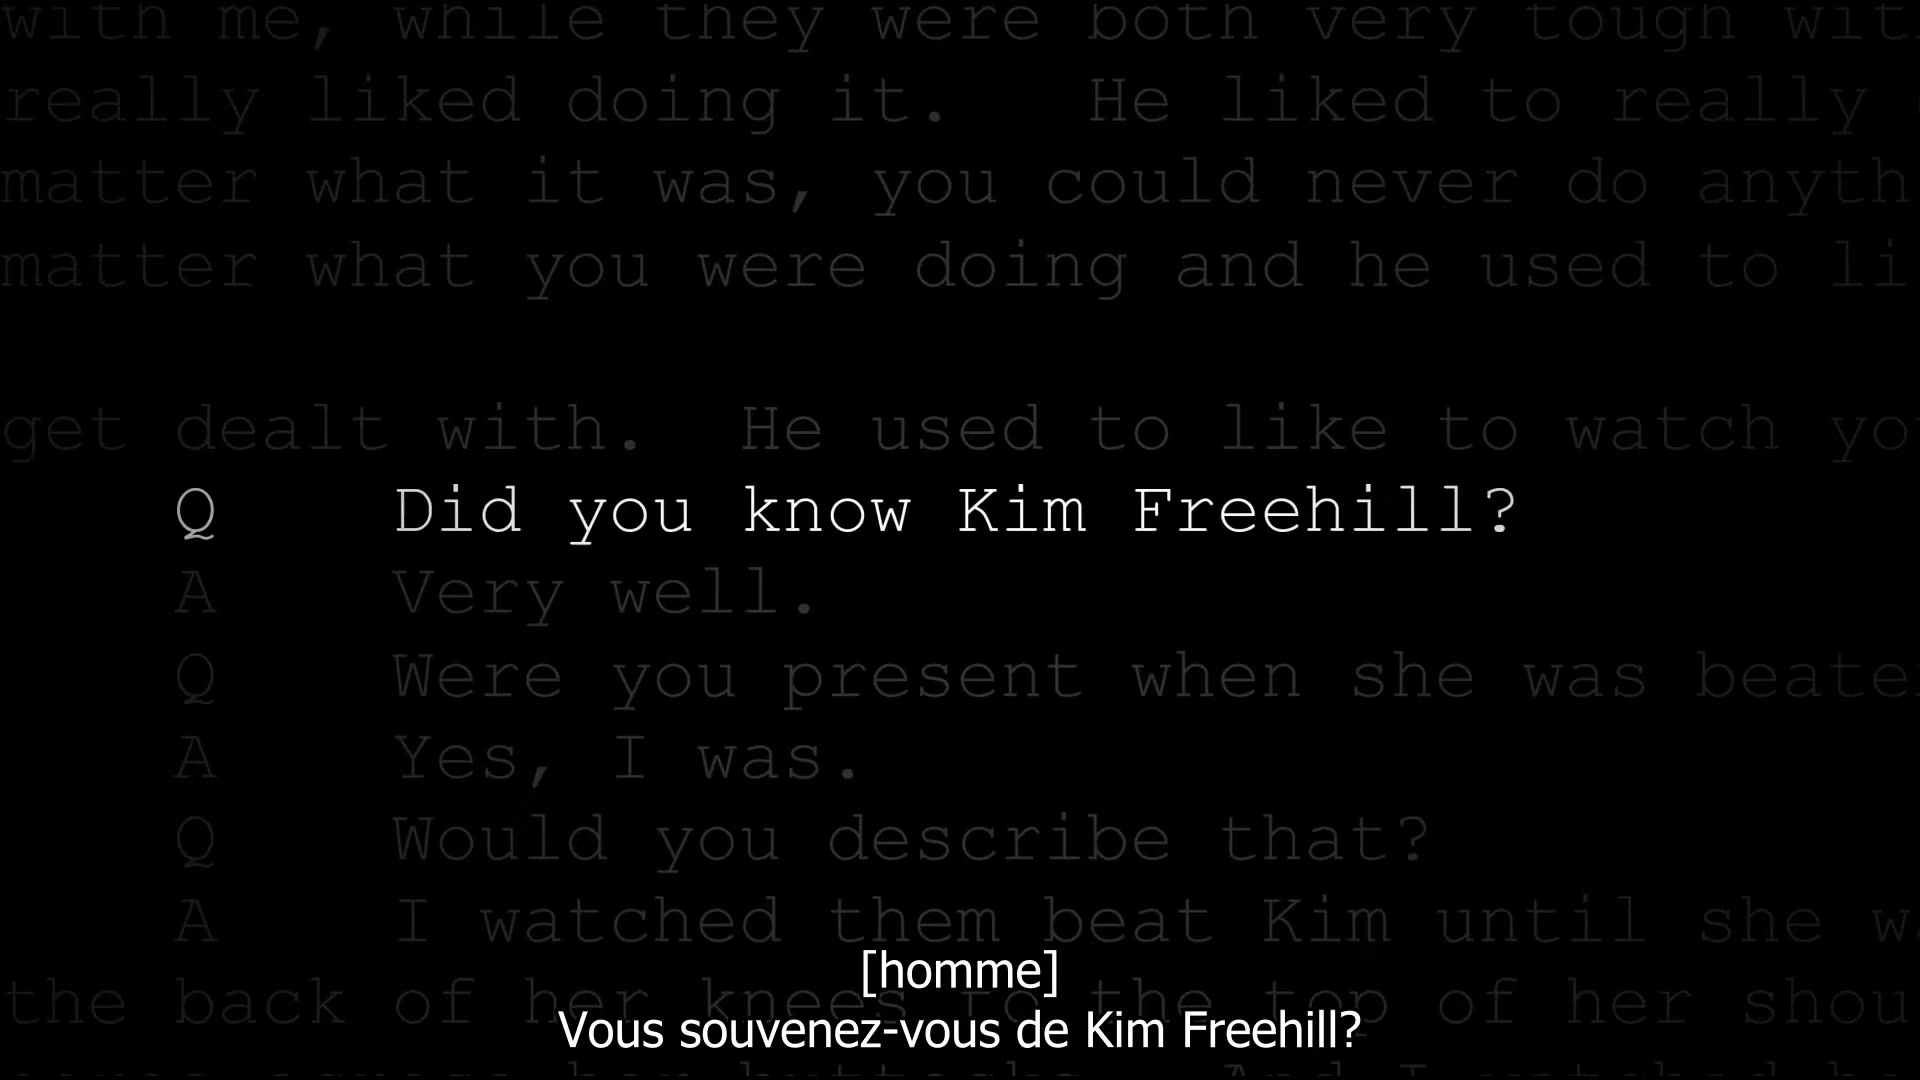 with me, while they were both very tough wit
really liked doing it.  He liked to really
matter what it was, you could never do anyth
matter what you were doing and he used to li
get dealt with.  He used to like to watch yo
Q Did you know Kim Freehill?
A Very well.
Q Were you present when she was beate
A Yes, I was.
Q Would you describe that?
A I watched them beat Kim until she w
[homme]
the back of her knees to the top of her shou
Vous souvenez-vous de Kim Freehill?
her buttocks.  And I watched